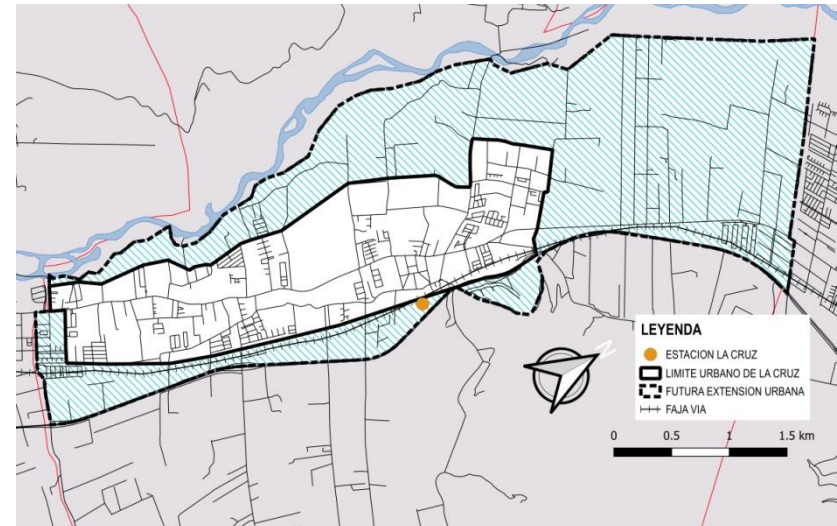 N
LEYENDA
ESTACION LA CRUZ
LIMITE URBANO DE LA CRUZ
FUTURA EXTENSION URBANA
FAJA VIA
0 0.5 1 1.5 km